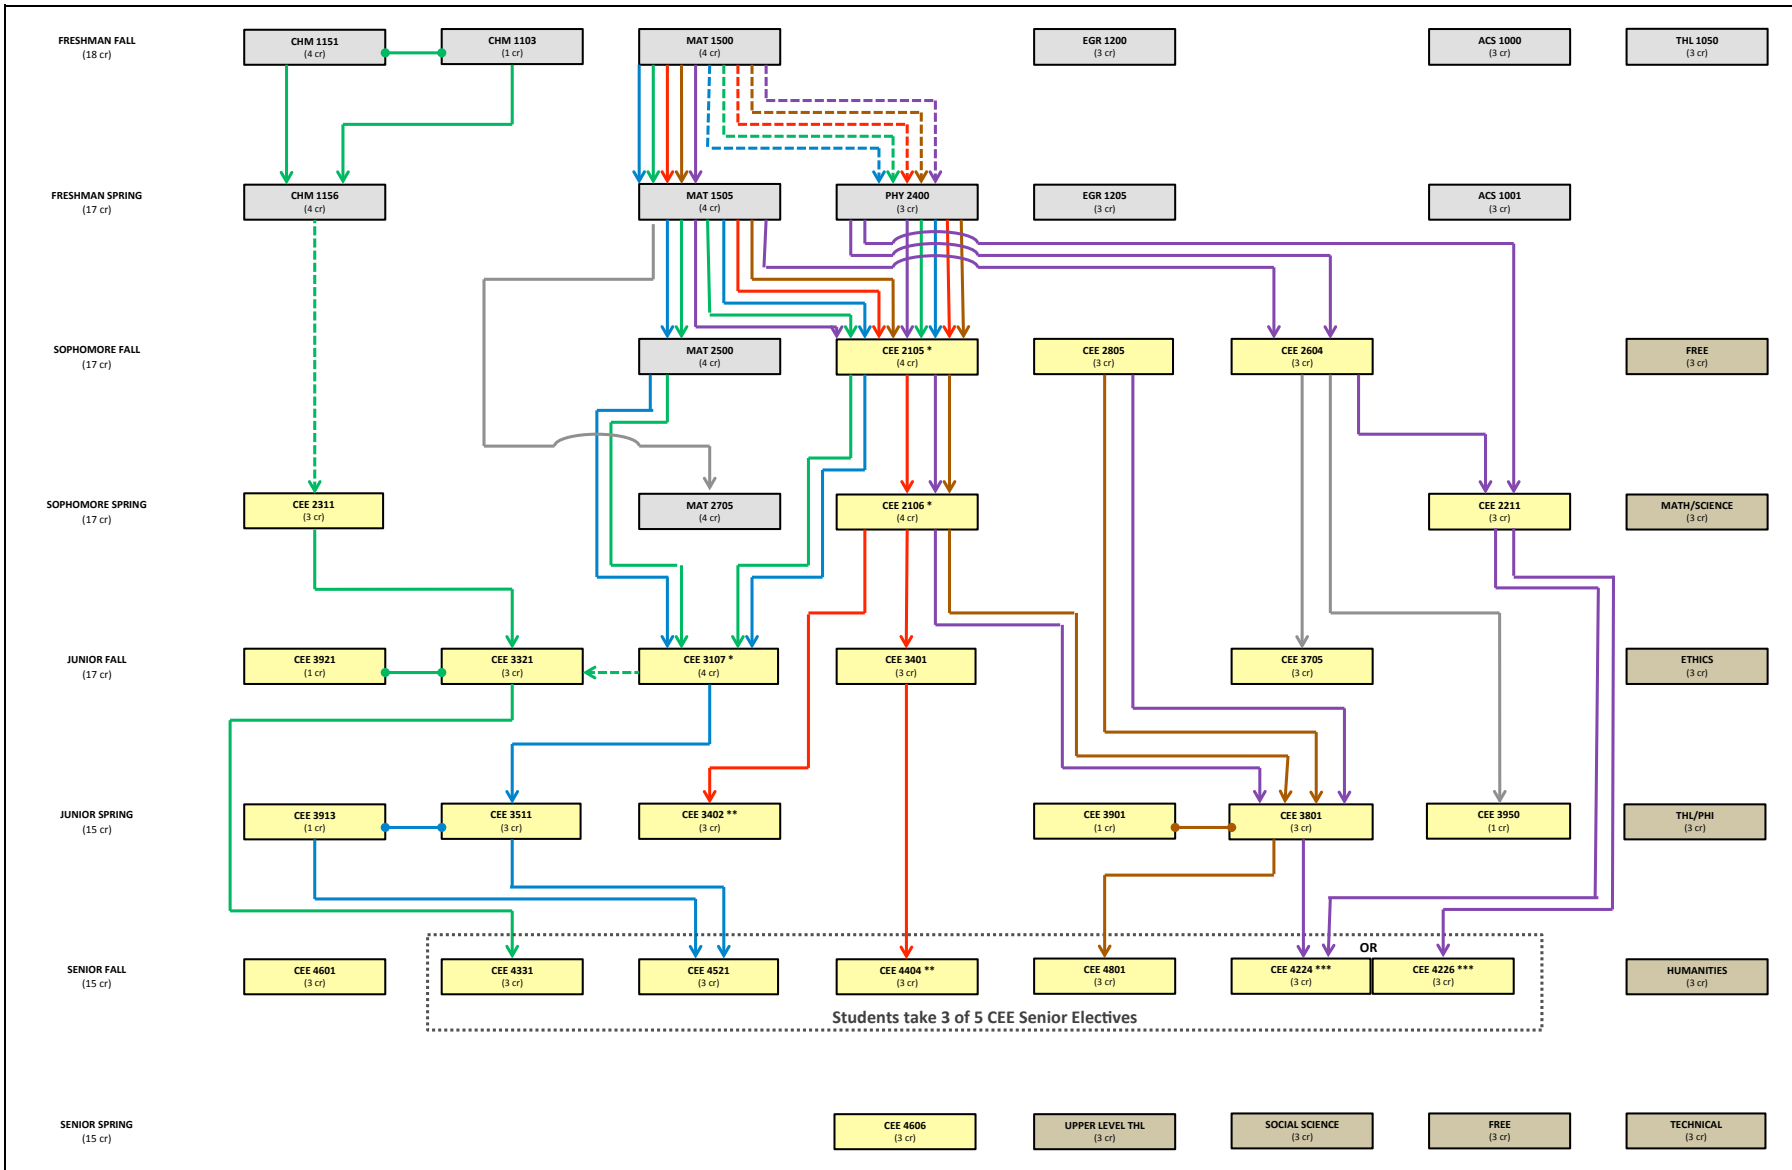 FRESHMAN FALL
(18 cr)
CHM 1151
(4 cr)
CHM 1103
(1 cr)
MAT 1500
(4 cr)
EGR 1200
(3 cr)
ACS 1000
(3 cr)
THL 1050
(3 cr)
FRESHMAN SPRING
(17 cr)
CHM 1156
(4 cr)
MAT 1505
(4 cr)
PHY 2400
(3 cr)
EGR 1205
(3 cr)
ACS 1001
(3 cr)
SOPHOMORE FALL
(17 cr)
MAT 2500
(4 cr)
CEE 2105 *
(4 cr)
CEE 2805
(3 cr)
CEE 2604
(3 cr)
FREE
(3 cr)
SOPHOMORE SPRING
(17 cr)
CEE 2311
(3 cr)
MAT 2705
(4 cr)
CEE 2106 *
(4 cr)
CEE 2211
(3 cr)
MATH/SCIENCE
(3 cr)
JUNIOR FALL
(17 cr)
CEE 3921
(1 cr)
CEE 3321
(3 cr)
CEE 3107 *
(4 cr)
CEE 3401
(3 cr)
CEE 3705
(3 cr)
ETHICS
(3 cr)
JUNIOR SPRING
(15 cr)
CEE 3913
(1 cr)
CEE 3511
(3 cr)
CEE 3402 **
(3 cr)
CEE 3901
(1 cr)
CEE 3801
(3 cr)
CEE 3950
(1 cr)
THL/PHI
(3 cr)
OR
SENIOR FALL
(15 cr)
CEE 4601
(3 cr)
CEE 4331
(3 cr)
CEE 4521
(3 cr)
CEE 4404 **
(3 cr)
CEE 4801
(3 cr)
CEE 4224 ***
(3 cr)
CEE 4226 ***
(3 cr)
HUMANITIES
(3 cr)
Students take 3 of 5 CEE Senior Electives
SENIOR SPRING
(15 cr)
CEE 4606
(3 cr)
UPPER LEVEL THL
(3 cr)
SOCIAL SCIENCE
(3 cr)
FREE
(3 cr)
TECHNICAL
(3 cr)